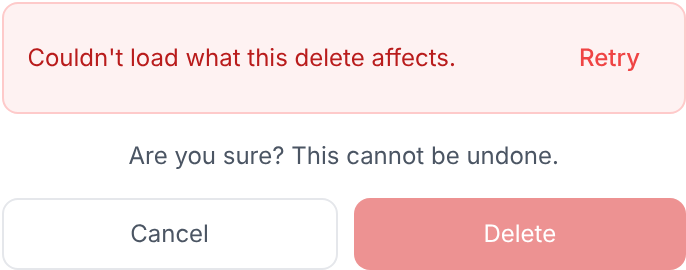 Couldn't load what this delete affects. Retry
Are you sure? This cannot be undone.
Cancel Delete